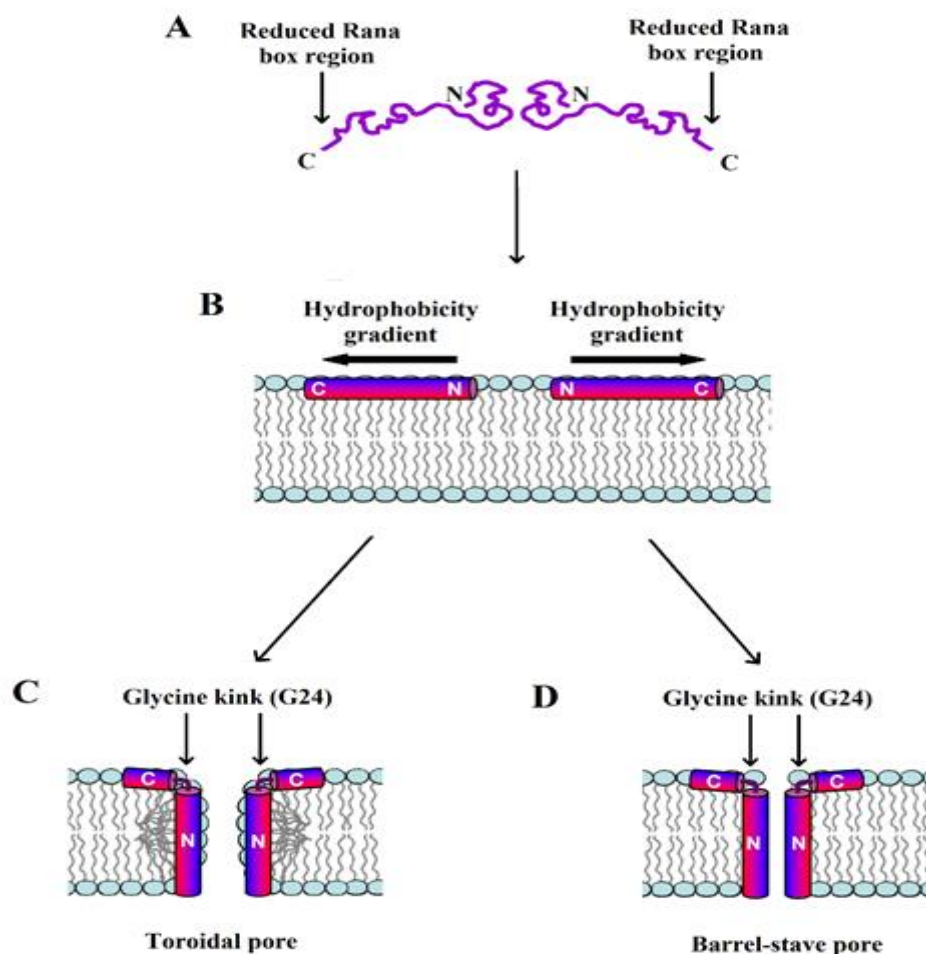 A
Reduced Rana
box region
Reduced Rana
box region
N
N
C
C
B
Hydrophobicity
gradient
Hydrophobicity
gradient
C
N
N
C
C
Glycine kink (G24)
D
Glycine kink (G24)
C
C
N
N
C
C
N
N
Toroidal pore
Barrel-stave pore